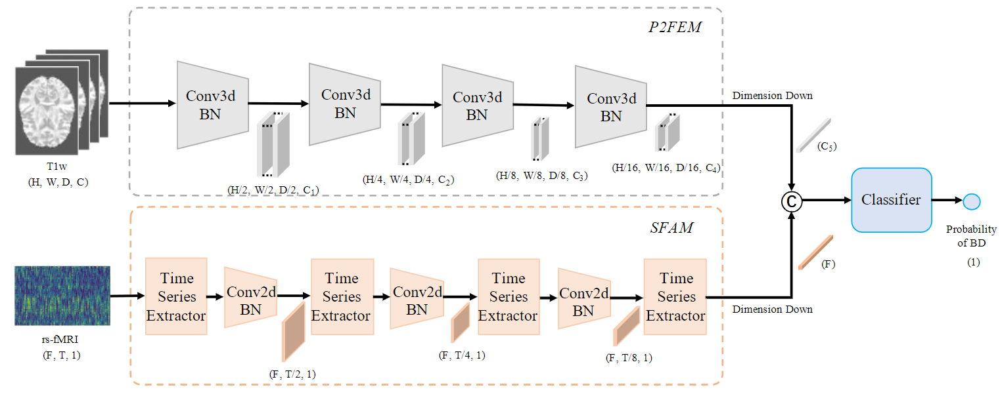 P2FEM
T1w
(H, W, D, C)
Conv3d
BN
(H/2, W/2, D/2, C₁)
Conv3d
BN
(H/4, W/4, D/4, C₂)
Conv3d
BN
(H/8, W/8, D/8, C₃)
Conv3d
BN
(H/16, W/16, D/16, C₄)
Dimension Down
(C₅)
SFAM
rs-fMRI
(F, T, 1)
Time
Series
Extractor
Conv2d
BN
(F, T/2, 1)
Time
Series
Extractor
Conv2d
BN
(F, T/4, 1)
Time
Series
Extractor
Conv2d
BN
(F, T/8, 1)
Time
Series
Extractor
Dimension Down
(F)
C
Classifier
Probability
of BD
(1)